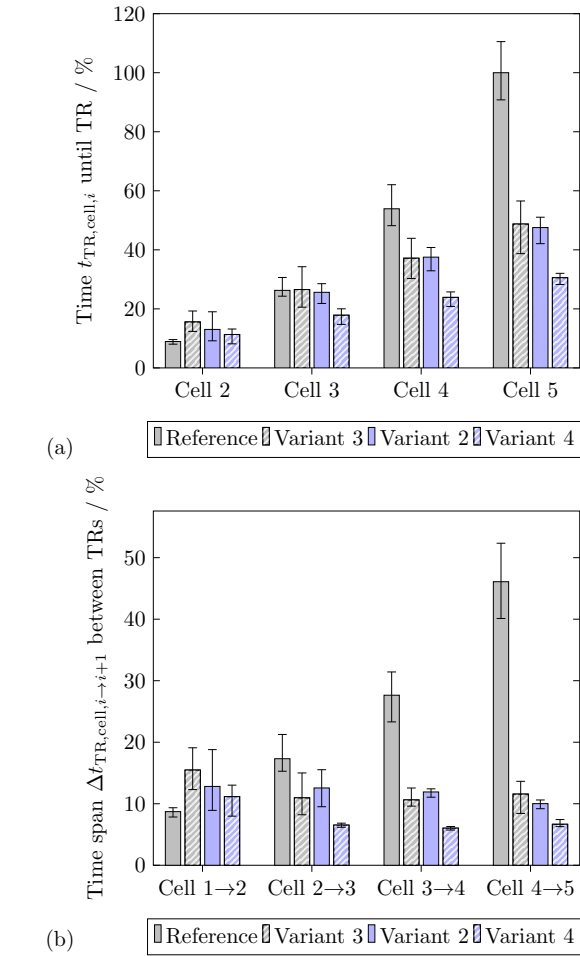 120
100
80
60
40
20
0
Time t_TR,cell,i until TR / %
Cell 2 Cell 3 Cell 4 Cell 5
Reference Variant 3 Variant 2 Variant 4
(a)
50
40
30
20
10
0
Time span Δt_TR,cell,i→i+1 between TRs / %
Cell 1→2 Cell 2→3 Cell 3→4 Cell 4→5
Reference Variant 3 Variant 2 Variant 4
(b)